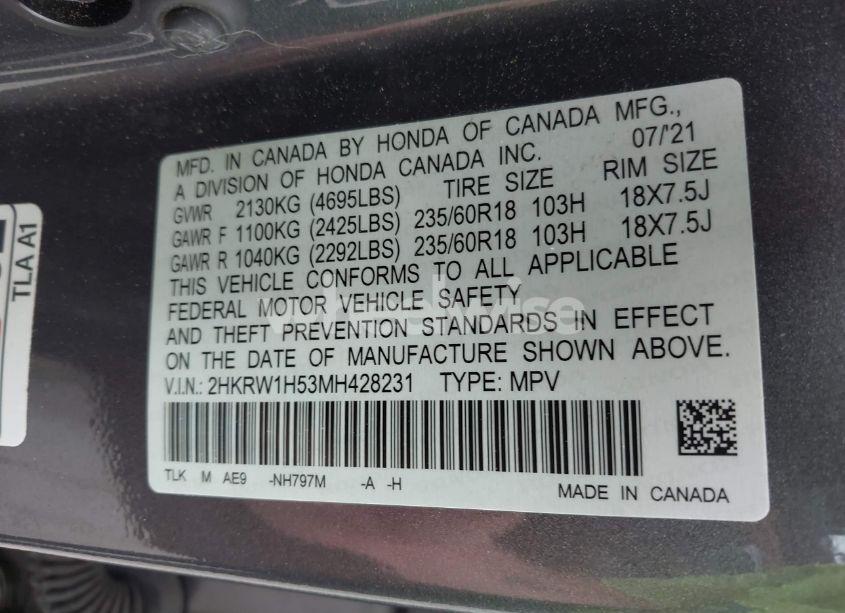 MFD. IN CANADA BY HONDA OF CANADA MFG.,
A DIVISION OF HONDA CANADA INC. 07/'21
GVWR 2130KG (4695LBS) TIRE SIZE RIM SIZE
GAWR F 1100KG (2425LBS) 235/60R18 103H 18X7.5J
GAWR R 1040KG (2292LBS) 235/60R18 103H 18X7.5J
THIS VEHICLE CONFORMS TO ALL APPLICABLE
FEDERAL MOTOR VEHICLE SAFETY
AND THEFT PREVENTION STANDARDS IN EFFECT
ON THE DATE OF MANUFACTURE SHOWN ABOVE.
V.I.N.: 2HKRW1H53MH428231 TYPE: MPV
TLK M AE9 -NH797M -A -H
MADE IN CANADA
TLA A1
wheelwise